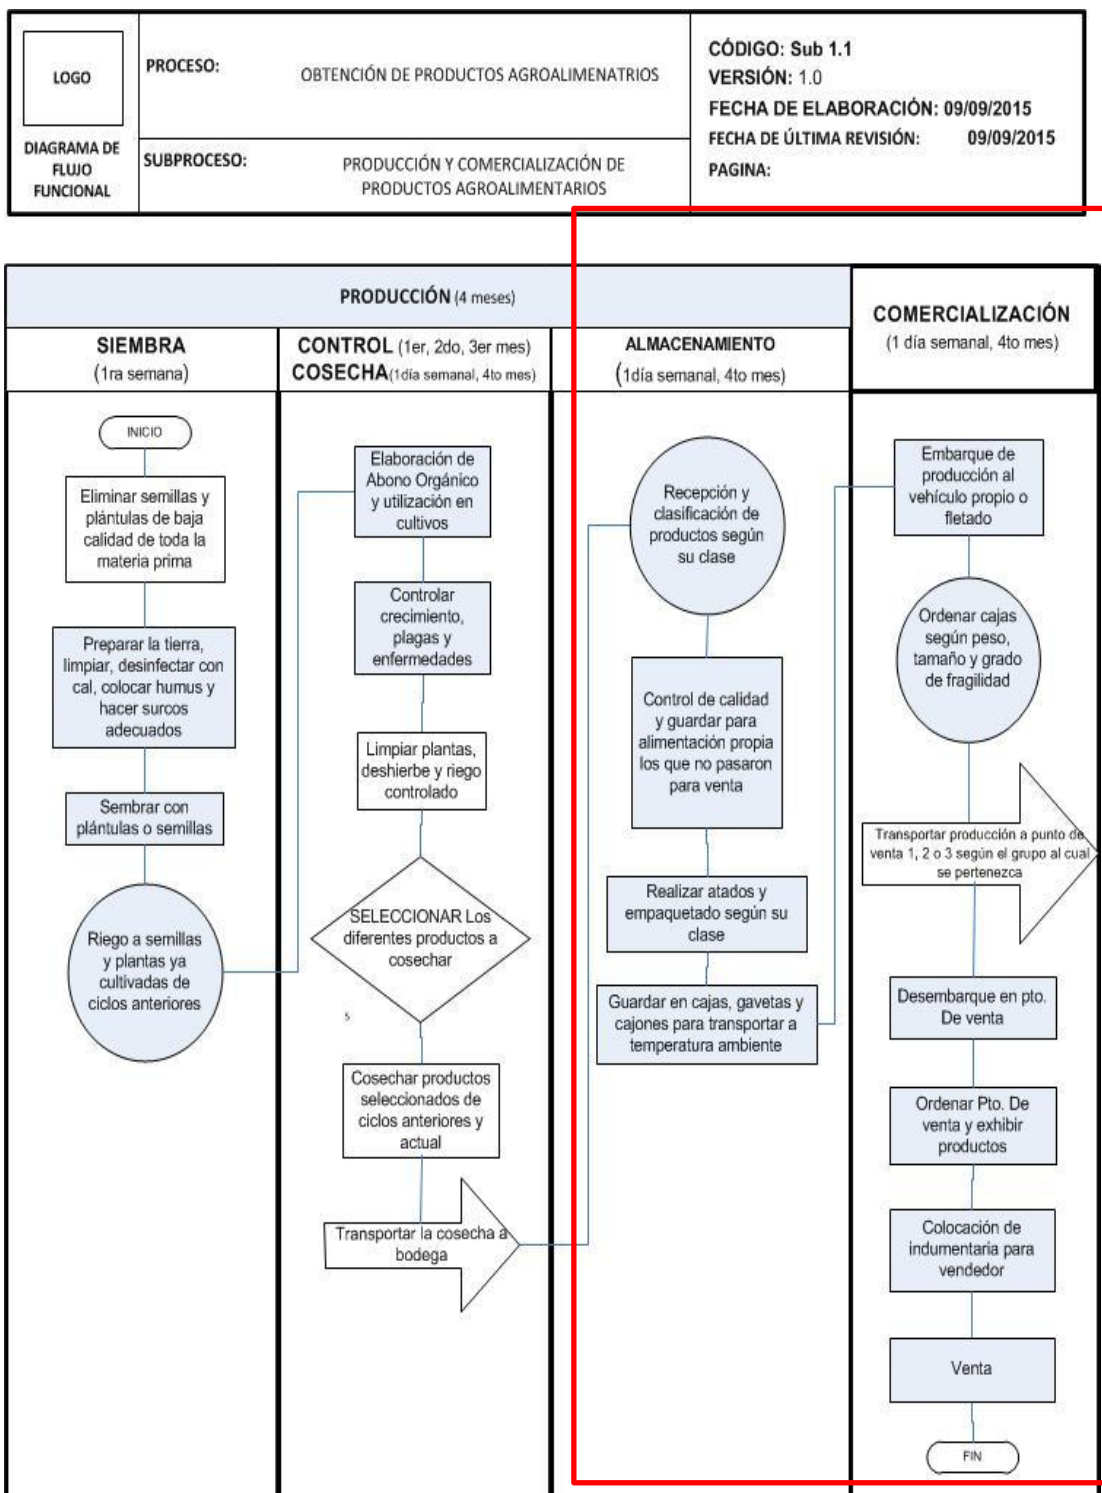 LOGO
DIAGRAMA DE
FLUJO
FUNCIONAL
PROCESO:
OBTENCIÓN DE PRODUCTOS AGROALIMENATRIOS
SUBPROCESO:
PRODUCCIÓN Y COMERCIALIZACIÓN DE
PRODUCTOS AGROALIMENTARIOS
CÓDIGO: Sub 1.1
VERSIÓN: 1.0
FECHA DE ELABORACIÓN: 09/09/2015
FECHA DE ÚLTIMA REVISIÓN: 09/09/2015
PAGINA:
PRODUCCIÓN (4 meses)
SIEMBRA
(1ra semana)
INICIO
Eliminar semillas y
plántulas de baja
calidad de toda la
materia prima
Preparar la tierra,
limpiar, desinfectar con
cal, colocar humus y
hacer surcos
adecuados
Sembrar con
plántulas o semillas
Riego a semillas
y plantas ya
cultivadas de
ciclos anteriores
CONTROL (1er, 2do, 3er mes)
COSECHA(1día semanal, 4to mes)
Elaboración de
Abono Orgánico
y utilización en
cultivos
Controlar
crecimiento,
plagas y
enfermedades
Limpiar plantas,
deshierbe y riego
controlado
SELECCIONAR Los
diferentes productos a
cosechar
s
Cosechar productos
seleccionados de
ciclos anteriores y
actual
Transportar la cosecha a
bodega
ALMACENAMIENTO
(1día semanal, 4to mes)
Recepción y
clasificación de
productos según
su clase
Control de calidad
y guardar para
alimentación propia
los que no pasaron
para venta
Realizar atados y
empaquetado según su
clase
Guardar en cajas, gavetas y
cajones para transportar a
temperatura ambiente
COMERCIALIZACIÓN
(1 día semanal, 4to mes)
Embarque de
producción al
vehículo propio o
fletado
Ordenar cajas
según peso,
tamaño y grado
de fragilidad
Transportar producción a punto de
venta 1, 2 o 3 según el grupo al cual
se pertenezca
Desembarque en pto.
De venta
Ordenar Pto. De
venta y exhibir
productos
Colocación de
indumentaria para
vendedor
Venta
FIN